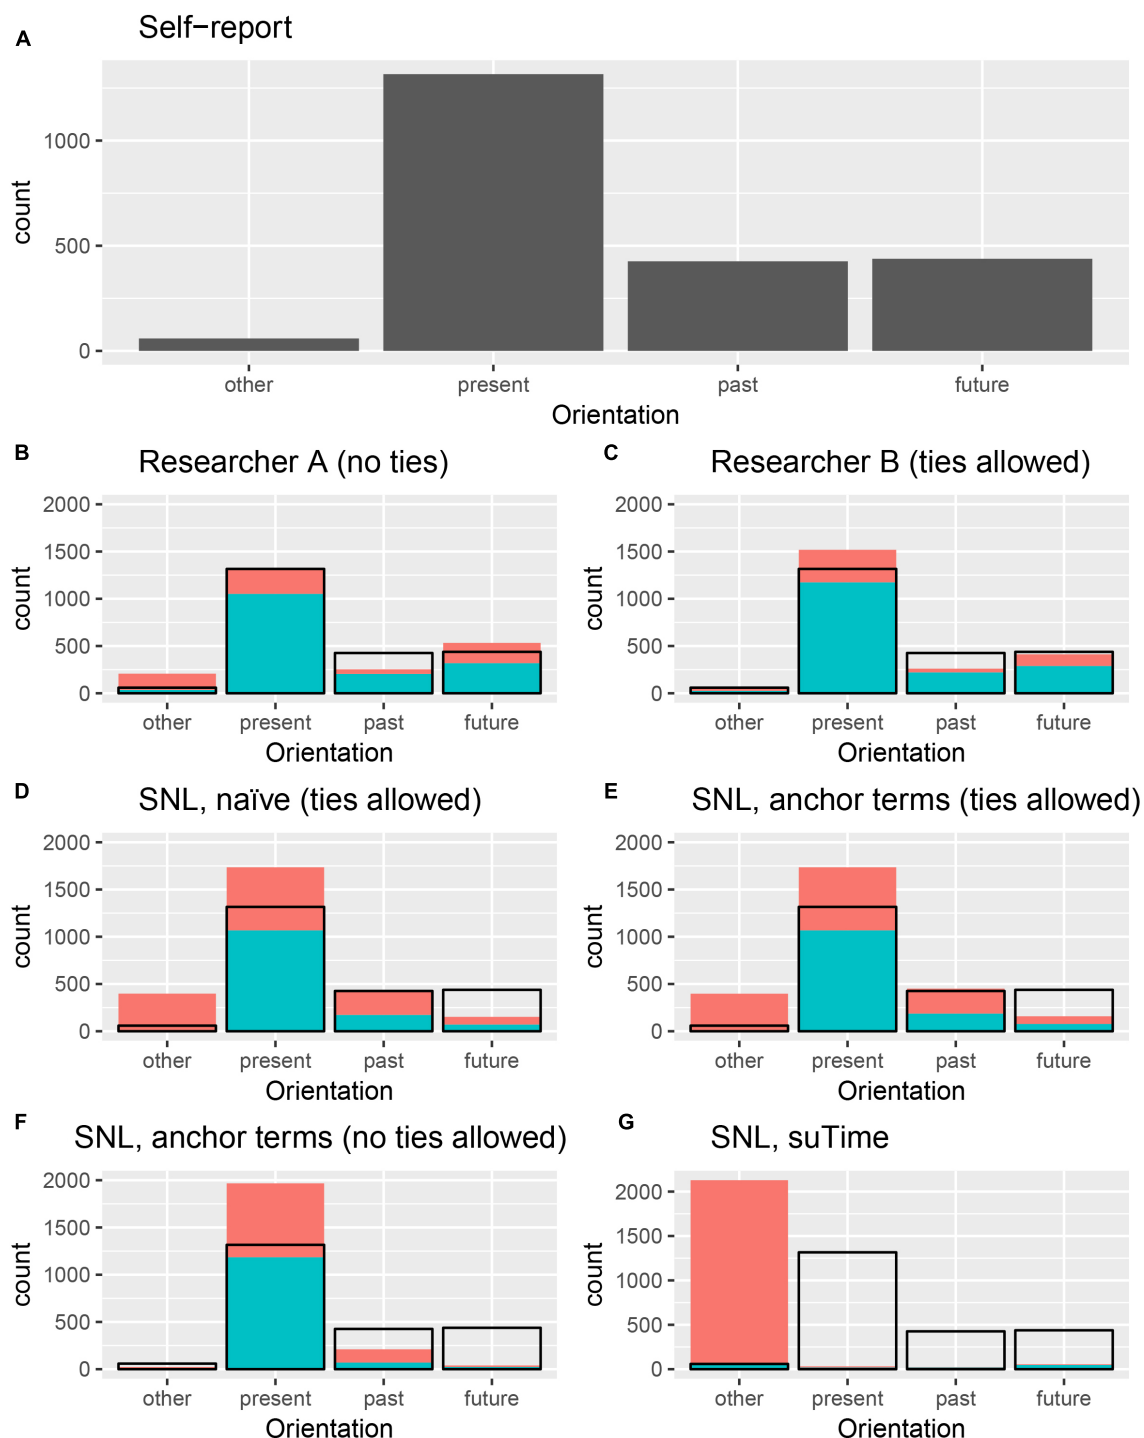 A
Self−report
1000
500
0
count
other present past future
Orientation
B
Researcher A (no ties)
2000
1500
1000
500
0
count
other present past future
Orientation
C
Researcher B (ties allowed)
2000
1500
1000
500
0
count
other present past future
Orientation
D
SNL, naïve (ties allowed)
2000
1500
1000
500
0
count
other present past future
Orientation
E
SNL, anchor terms (ties allowed)
2000
1500
1000
500
0
count
other present past future
Orientation
F
SNL, anchor terms (no ties allowed)
2000
1500
1000
500
0
count
other present past future
Orientation
G
SNL, suTime
2000
1500
1000
500
0
count
other present past future
Orientation